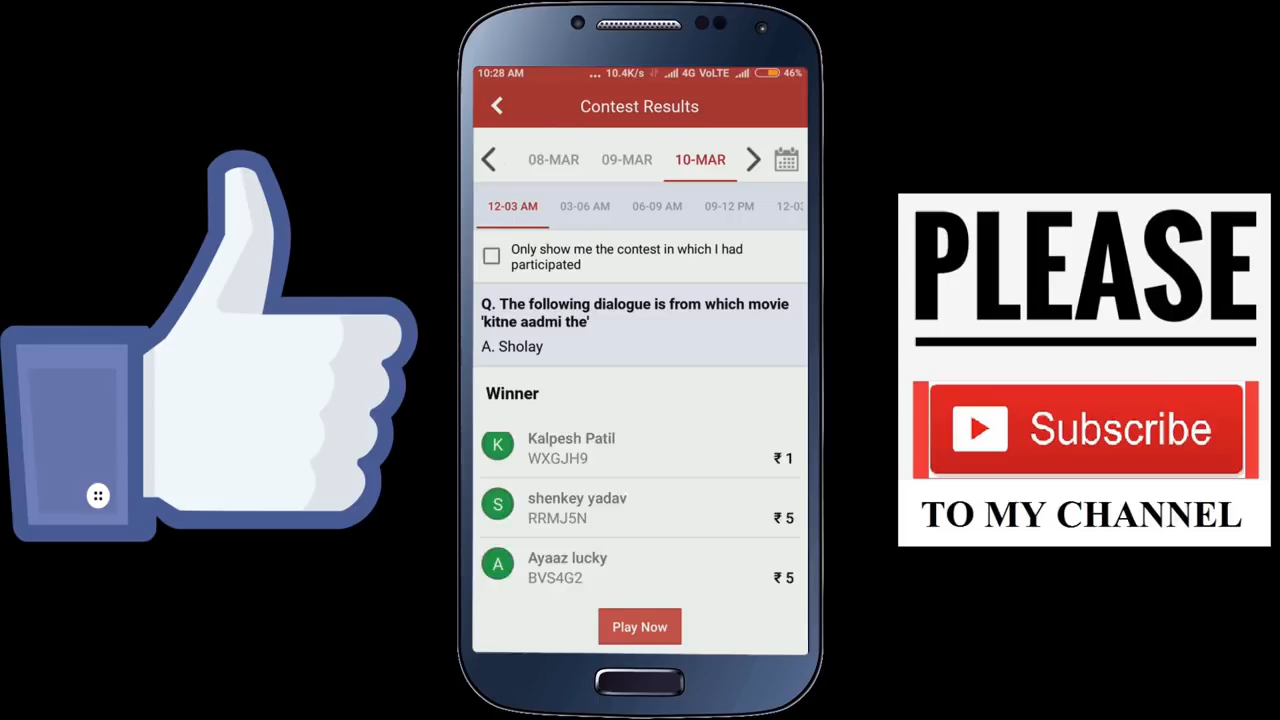 10:28 AM ... 10.4K/s 4G VoLTE 46%
Contest Results
08-MAR 09-MAR 10-MAR
12-03 AM 03-06 AM 06-09 AM 09-12 PM 12-03
Only show me the contest in which I had
participated
Q. The following dialogue is from which movie
'kitne aadmi the'
A. Sholay
Winner
K Kalpesh Patil
WXGJH9 ₹ 1
S shenkey yadav
RRMJ5N ₹ 5
A Ayaaz lucky
BVS4G2 ₹ 5
Play Now
PLEASE
Subscribe
TO MY CHANNEL